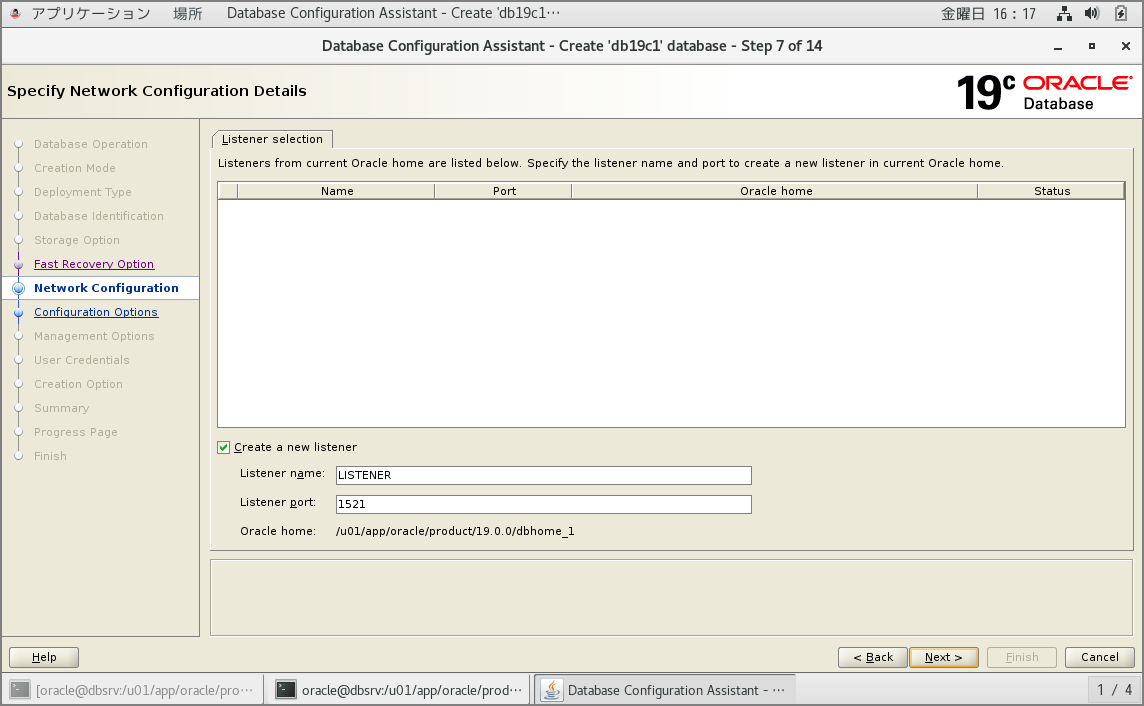 アプリケーション 場所 Database Configuration Assistant - Create 'db19c1⋯ 金曜日 16：17
Database Configuration Assistant - Create 'db19c1' database - Step 7 of 14
Specify Network Configuration Details
19c ORACLE Database
Database Operation
Creation Mode
Deployment Type
Database Identification
Storage Option
Fast Recovery Option
Network Configuration
Configuration Options
Management Options
User Credentials
Creation Option
Summary
Progress Page
Finish
Listener selection
Listeners from current Oracle home are listed below. Specify the listener name and port to create a new listener in current Oracle home.
Name Port Oracle home Status
Create a new listener
Listener name: LISTENER
Listener port: 1521
Oracle home: /u01/app/oracle/product/19.0.0/dbhome_1
Help < Back Next > Finish Cancel
[oracle@dbsrv:/u01/app/oracle/pro⋯ oracle@dbsrv:/u01/app/oracle/prod⋯ Database Configuration Assistant - ⋯ 1 / 4